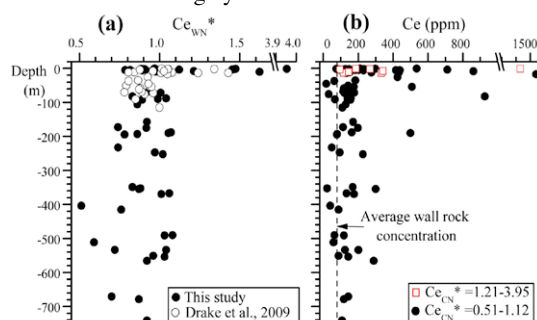 (a)
Ce_WN*
0.5 1.0 1.5 3.9 4.0
Depth
(m)
0
-100
-200
-300
-400
-500
-600
-700
This study
Drake et al., 2009
(b)
Ce (ppm)
0 200 400 600 800 1500
Average wall rock
concentration
Ce_CN* =1.21-3.95
Ce_CN* =0.51-1.12